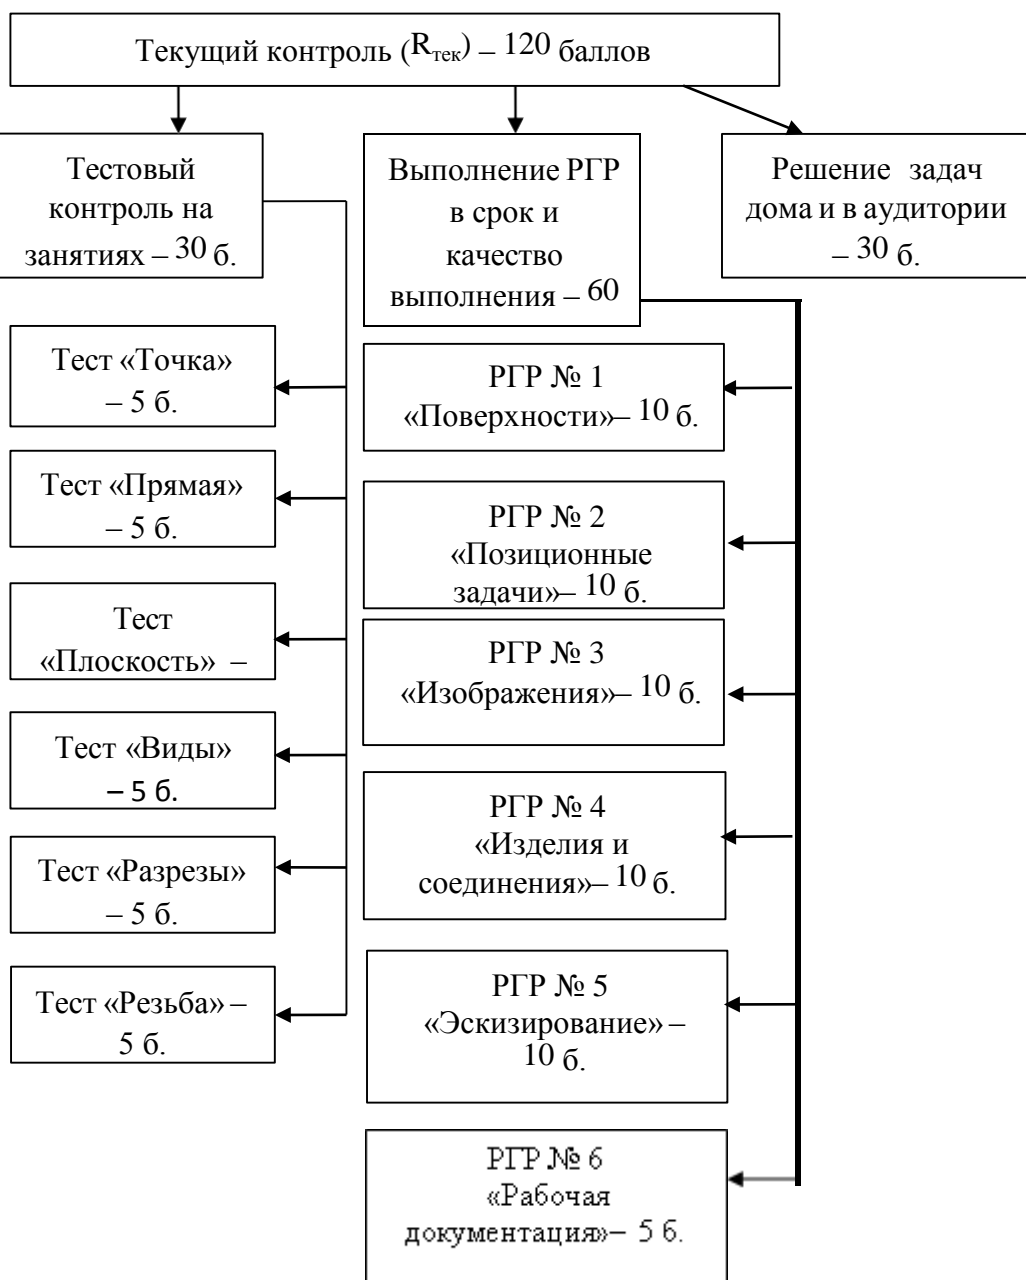 Текущий контроль (Rтек) – 120 баллов
Тестовый
контроль на
занятиях – 30 б.
Выполнение РГР
в срок и
качество
выполнения – 60
Решение задач
дома и в аудитории
– 30 б.
Тест «Точка»
– 5 б.
Тест «Прямая»
– 5 б.
Тест
«Плоскость» –
Тест «Виды»
– 5 б.
Тест «Разрезы»
– 5 б.
Тест «Резьба» –
5 б.
РГР № 1
«Поверхности»– 10 б.
РГР № 2
«Позиционные
задачи»– 10 б.
РГР № 3
«Изображения»– 10 б.
РГР № 4
«Изделия и
соединения»– 10 б.
РГР № 5
«Эскизирование» –
10 б.
РГР № 6
«Рабочая
документация»– 5 б.